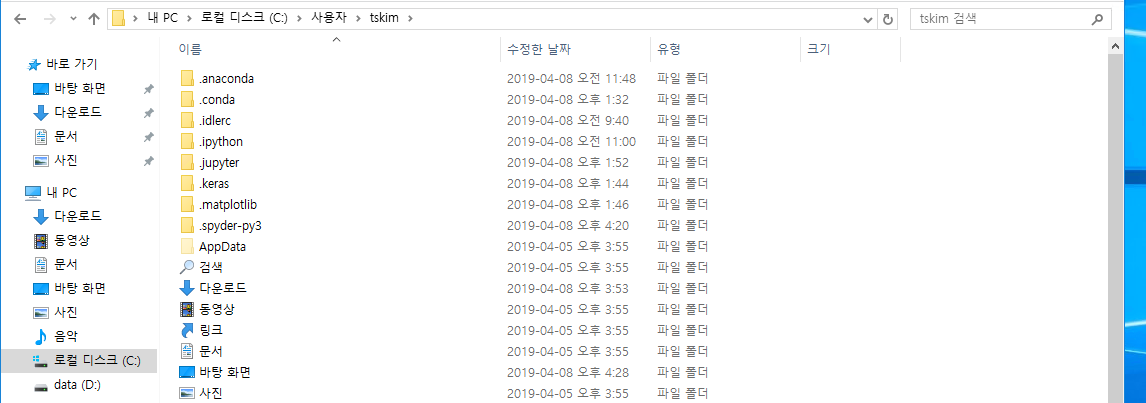 내 PC 로컬 디스크 (C:) 사용자 tskim
tskim 검색
바로 가기
바탕 화면
다운로드
문서
사진
내 PC
다운로드
동영상
문서
바탕 화면
사진
음악
로컬 디스크 (C:)
data (D:)
이름 수정한 날짜 유형 크기
.anaconda 2019-04-08 오전 11:48 파일 폴더
.conda 2019-04-08 오후 1:32 파일 폴더
.idlerc 2019-04-08 오전 9:40 파일 폴더
.ipython 2019-04-08 오전 11:00 파일 폴더
.jupyter 2019-04-08 오후 1:52 파일 폴더
.keras 2019-04-08 오후 1:44 파일 폴더
.matplotlib 2019-04-08 오후 1:46 파일 폴더
.spyder-py3 2019-04-08 오후 4:20 파일 폴더
AppData 2019-04-05 오후 3:55 파일 폴더
검색 2019-04-05 오후 3:55 파일 폴더
다운로드 2019-04-08 오후 3:53 파일 폴더
동영상 2019-04-05 오후 3:55 파일 폴더
링크 2019-04-05 오후 3:55 파일 폴더
문서 2019-04-05 오후 3:55 파일 폴더
바탕 화면 2019-04-08 오후 4:28 파일 폴더
사진 2019-04-05 오후 3:55 파일 폴더